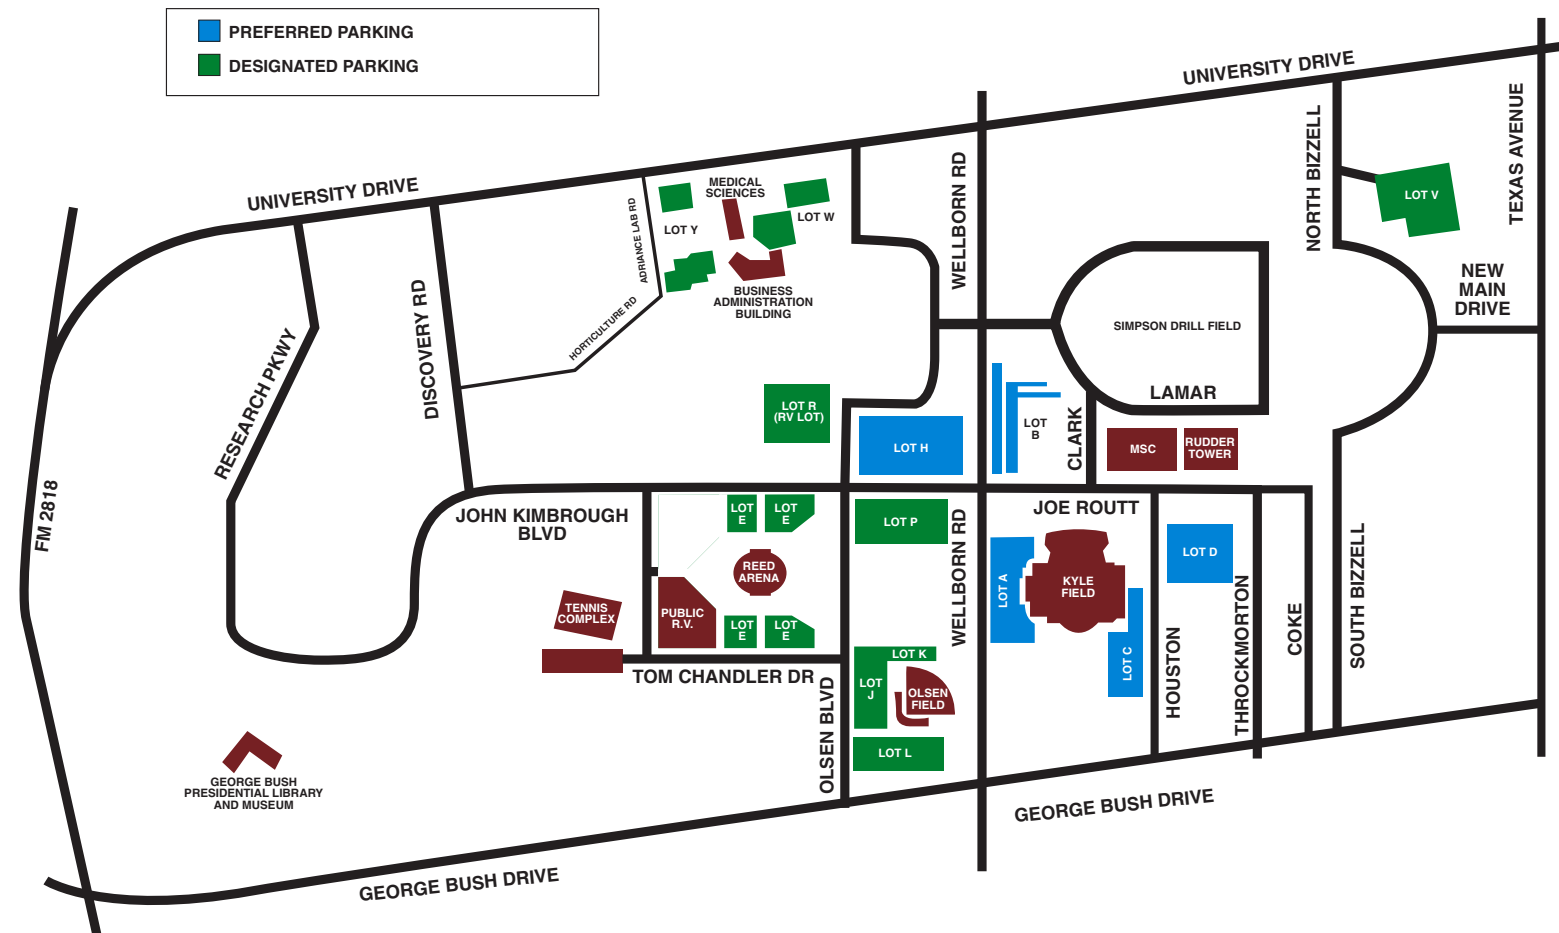 PREFERRED PARKING
DESIGNATED PARKING
UNIVERSITY DRIVE
UNIVERSITY DRIVE
TEXAS AVENUE
NORTH BIZZELL
WELLBORN RD
LOT V
MEDICAL
SCIENCES
LOT W
LOT Y
ADRIANCE LAB RD
BUSINESS
ADMINISTRATION
BUILDING
HORTICULTURE RD
NEW
MAIN
DRIVE
SIMPSON DRILL FIELD
LAMAR
DISCOVERY RD
RESEARCH PKWY
FM 2818
LOT R
(RV LOT)
LOT H
LOT
B
CLARK
MSC
RUDDER
TOWER
JOHN KIMBROUGH
BLVD
JOE ROUTT
LOT
E
LOT
E
LOT P
WELLBORN RD
REED
ARENA
LOT A
KYLE
FIELD
LOT D
TENNIS
COMPLEX
PUBLIC
R.V.
LOT
E
LOT
E
LOT K
LOT
J
OLSEN
FIELD
LOT C
HOUSTON
THROCKMORTON
COKE
SOUTH BIZZELL
TOM CHANDLER DR
OLSEN BLVD
LOT L
GEORGE BUSH
PRESIDENTIAL LIBRARY
AND MUSEUM
GEORGE BUSH DRIVE
GEORGE BUSH DRIVE